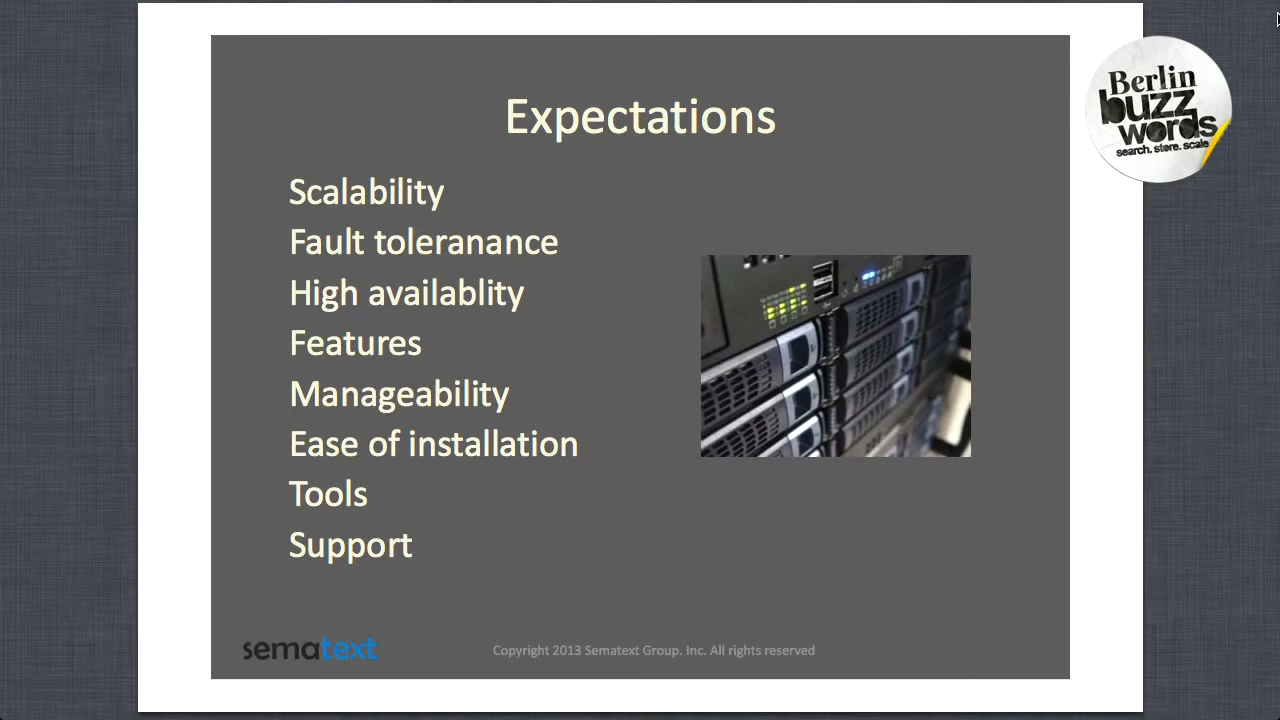 Expectations
Scalability
Fault toleranance
High availablity
Features
Manageability
Ease of installation
Tools
Support
sematext
Copyright 2013 Sematext Group. Inc. All rights reserved
Berlin
buzz
words
search. store. scale